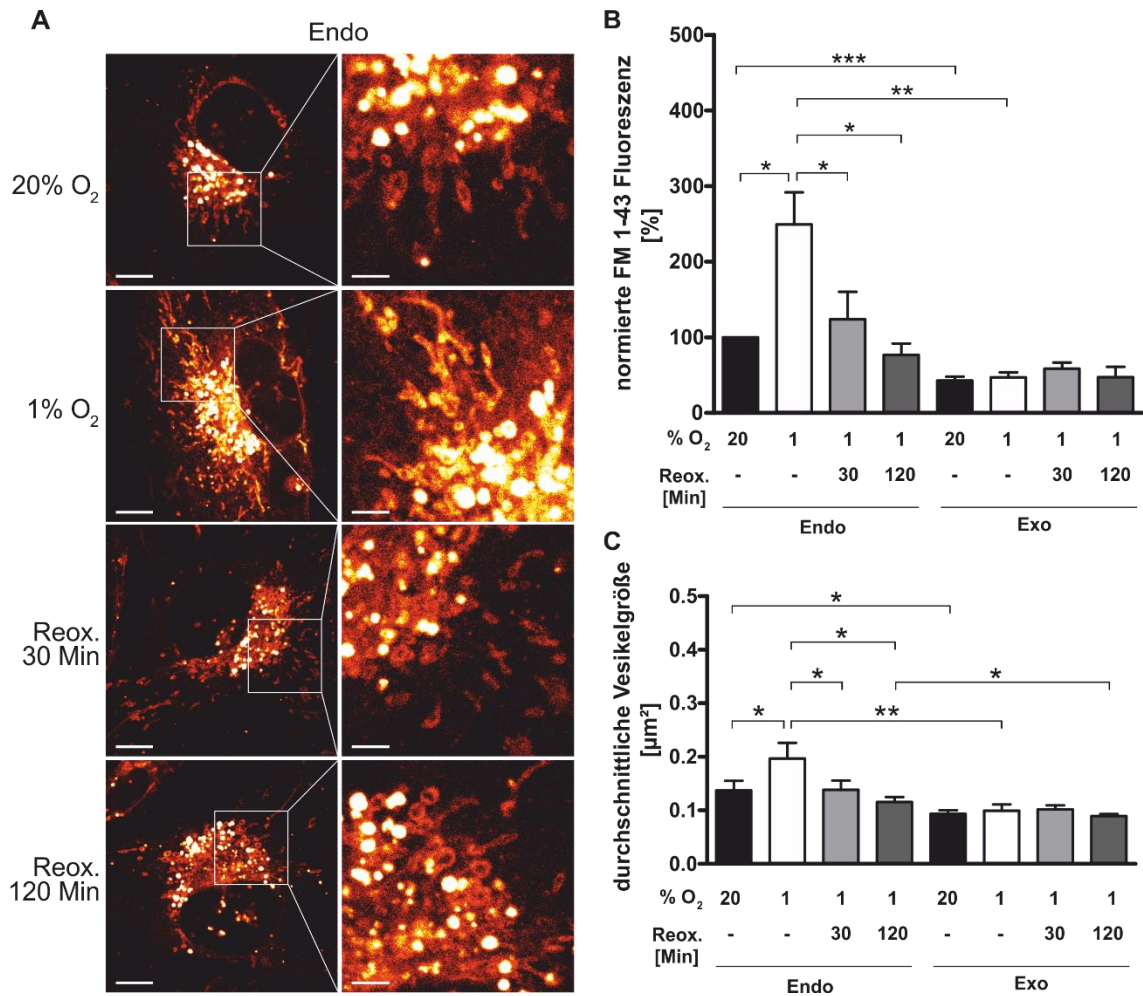 A
Endo
20% O₂
1% O₂
Reox.
30 Min
Reox.
120 Min
B
normierte FM 1-43 Fluoreszenz
[%]
500
400
300
200
100
0
***
**
*
* *
% O₂ 20 1 1 1 20 1 1 1
Reox. - - 30 120 - - 30 120
[Min]
Endo Exo
C
durchschnittliche Vesikelgröße
[µm²]
0.5
0.4
0.3
0.2
0.1
0.0
*
*
* *
* **
% O₂ 20 1 1 1 20 1 1 1
Reox. - - 30 120 - - 30 120
[Min]
Endo Exo